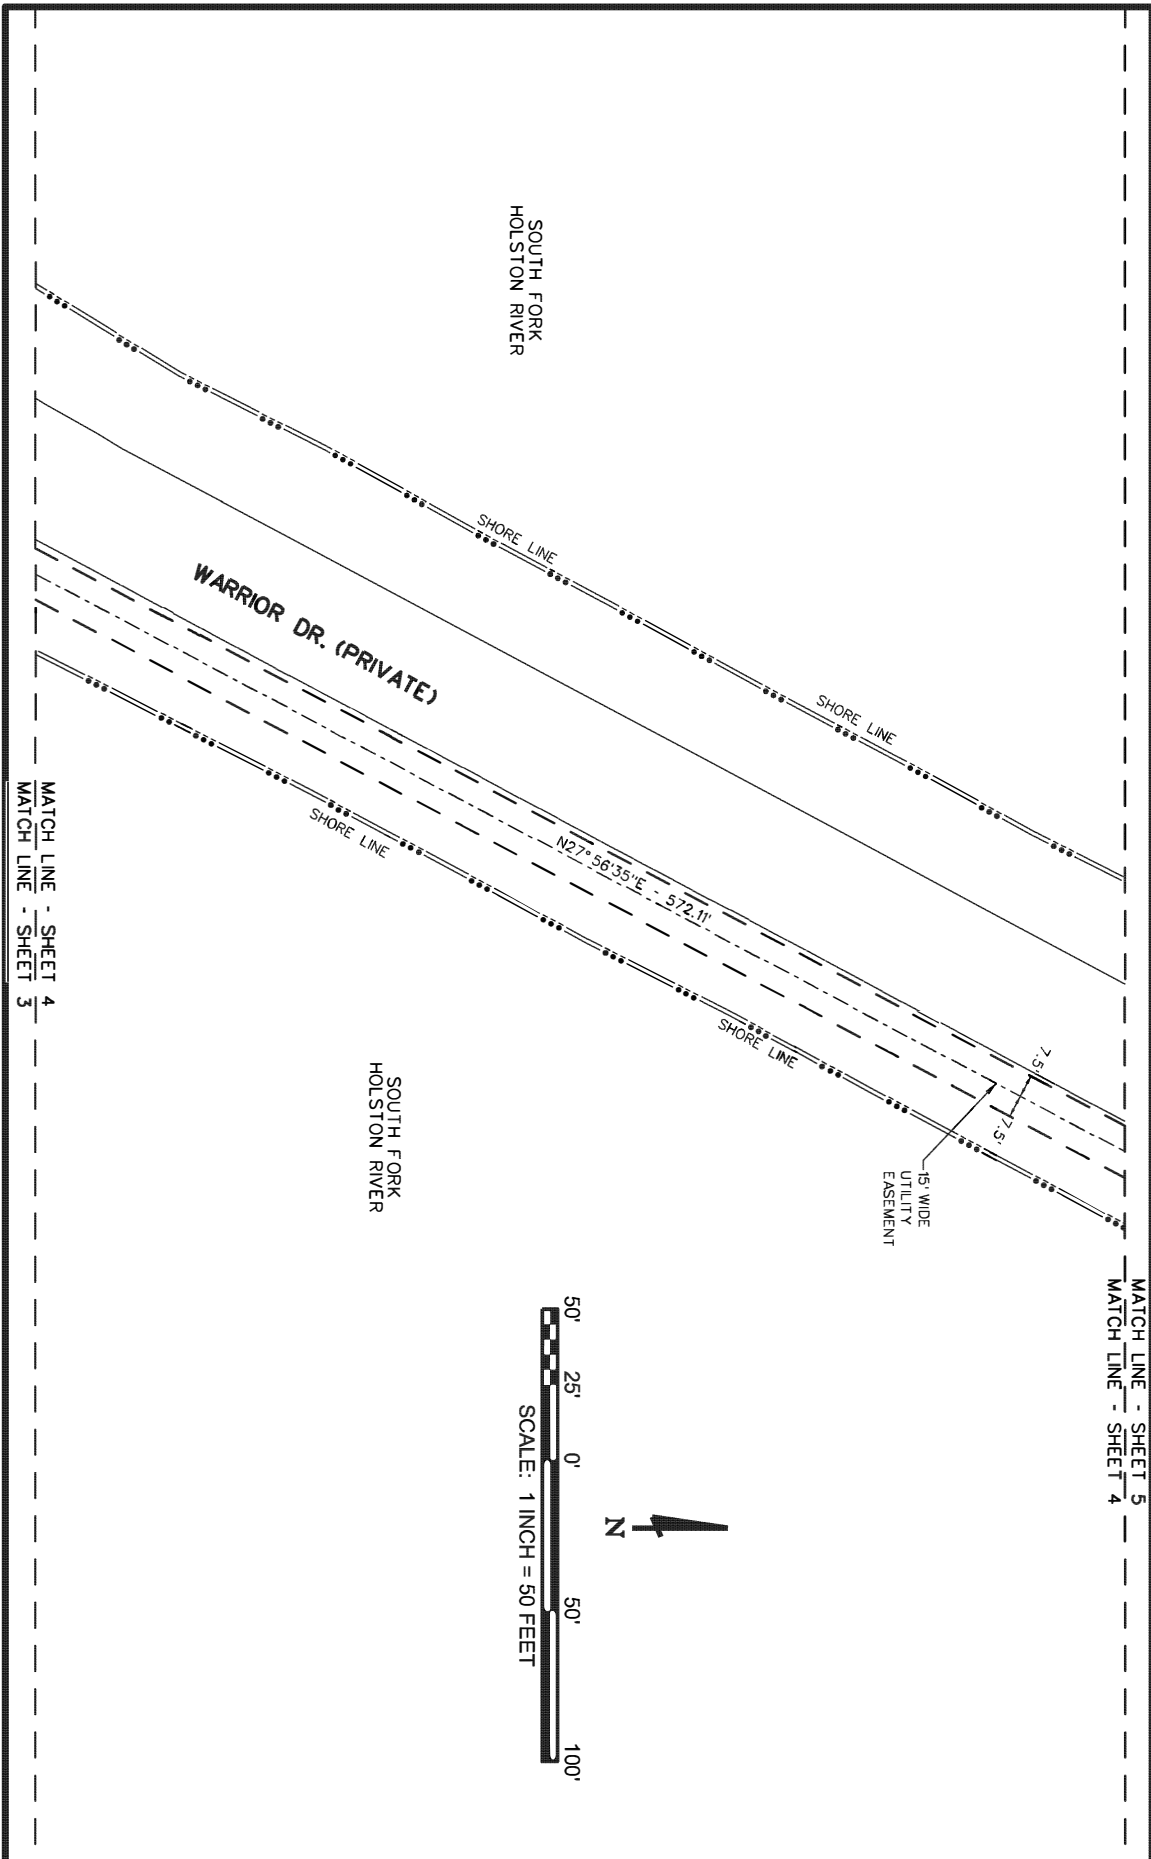 SOUTH FORK
HOLSTON RIVER
SHORE LINE
SHORE LINE
WARRIOR DR. (PRIVATE)
SHORE LINE
N27°56'35"E - 572.11'
SHORE LINE
7.5'
7.5'
15' WIDE
UTILITY
EASEMENT
MATCH LINE - SHEET 4
MATCH LINE - SHEET 3
SOUTH FORK
HOLSTON RIVER
MATCH LINE - SHEET 5
MATCH LINE - SHEET 4
50' 25' 0' 50' 100'
SCALE: 1 INCH = 50 FEET
N